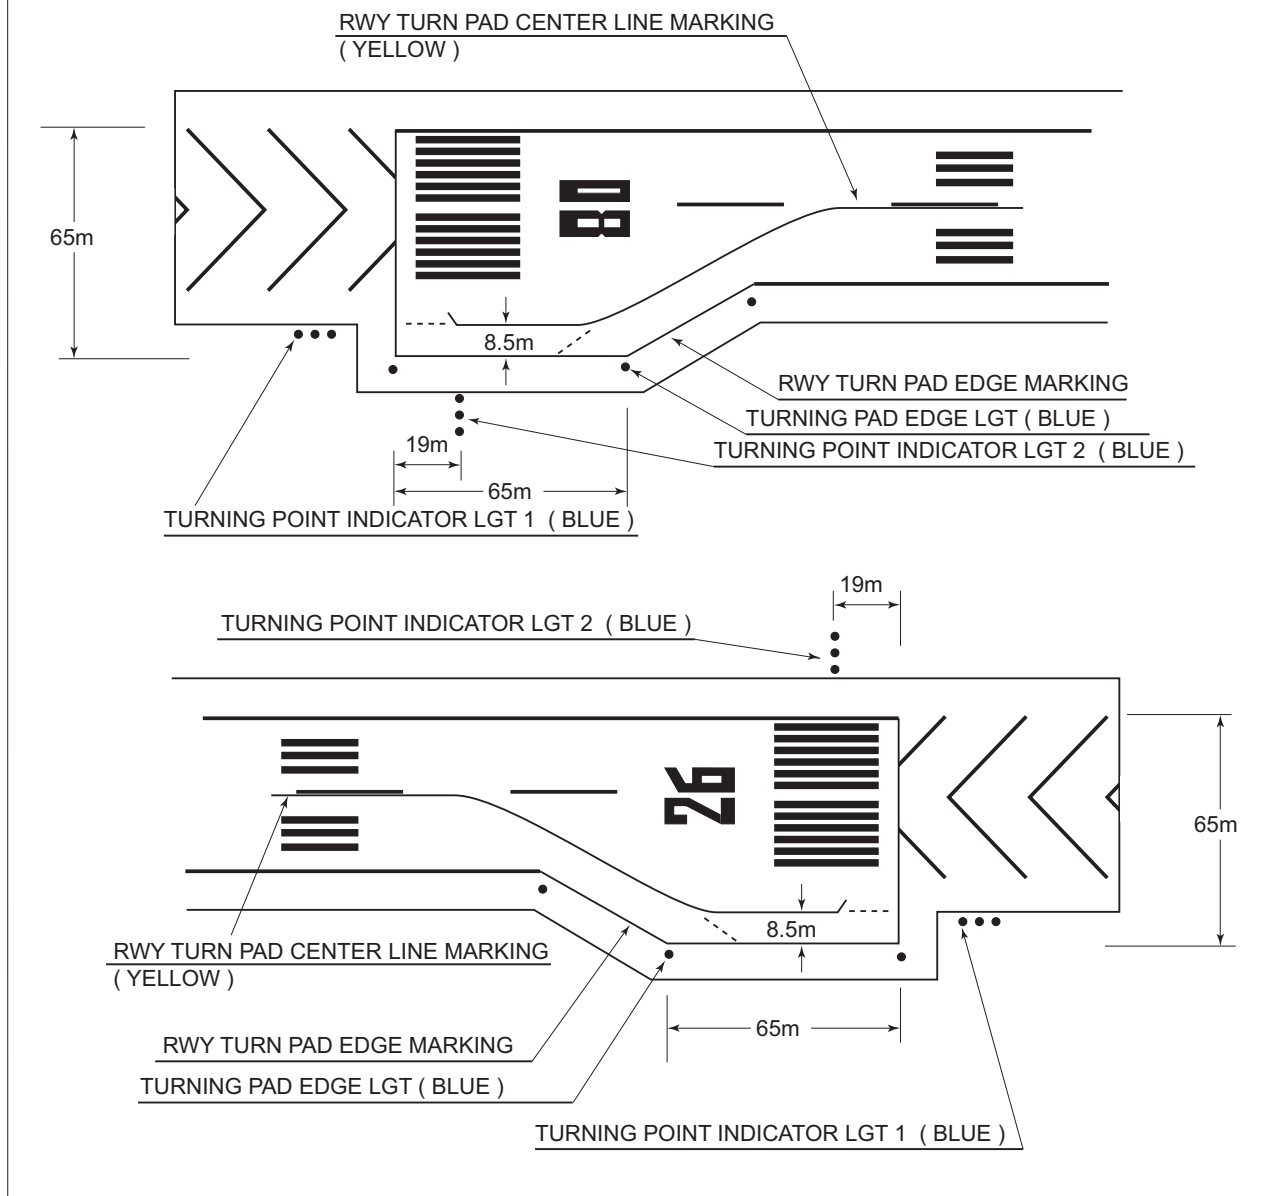 RWY TURN PAD CENTER LINE MARKING
( YELLOW )
08
65m
8.5m
RWY TURN PAD EDGE MARKING
TURNING PAD EDGE LGT ( BLUE )
19m
TURNING POINT INDICATOR LGT 2 ( BLUE )
65m
TURNING POINT INDICATOR LGT 1 ( BLUE )
19m
TURNING POINT INDICATOR LGT 2 ( BLUE )
26
65m
8.5m
RWY TURN PAD CENTER LINE MARKING
( YELLOW )
65m
RWY TURN PAD EDGE MARKING
TURNING PAD EDGE LGT ( BLUE )
TURNING POINT INDICATOR LGT 1 ( BLUE )